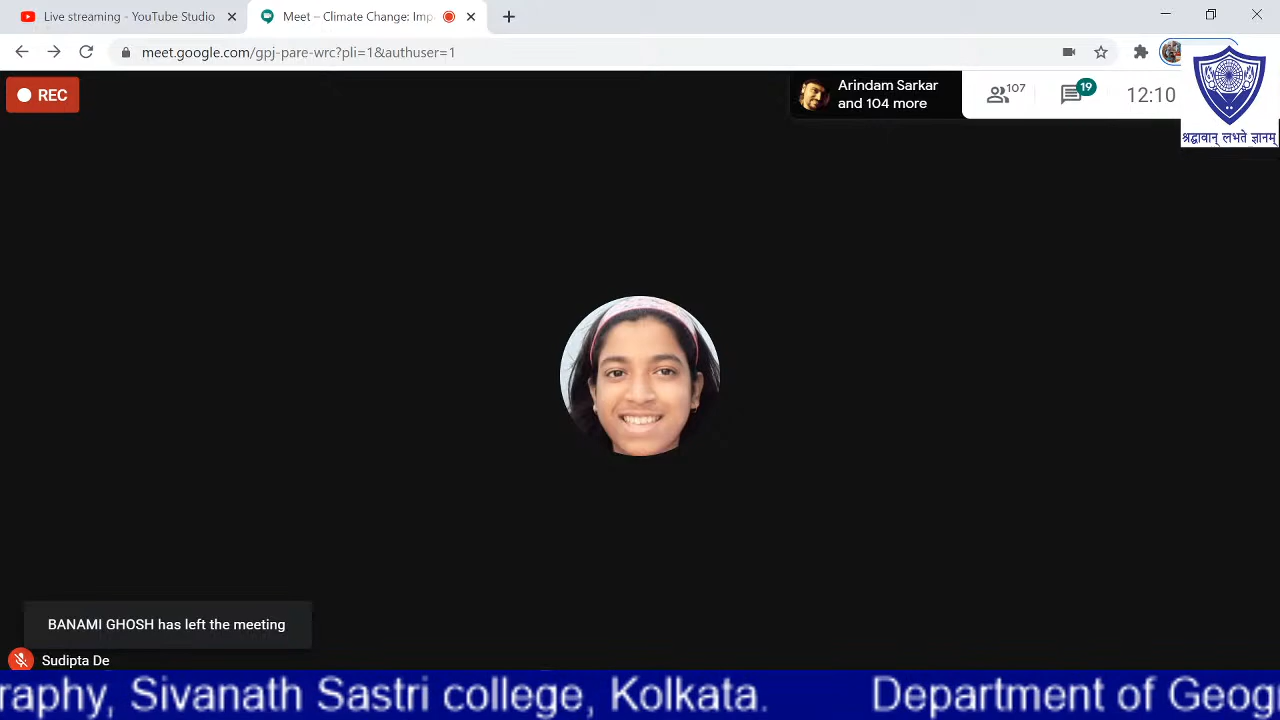 Live streaming - YouTube Studio
Meet – Climate Change: Imp
meet.google.com/gpj-pare-wrc?pli=1&authuser=1
REC
Arindam Sarkar
and 104 more
107
19
12:10
श्रद्धावान् लभते ज्ञानम्
BANAMI GHOSH has left the meeting
Sudipta De
raphy, Sivanath Sastri college, Kolkata. Department of Geog